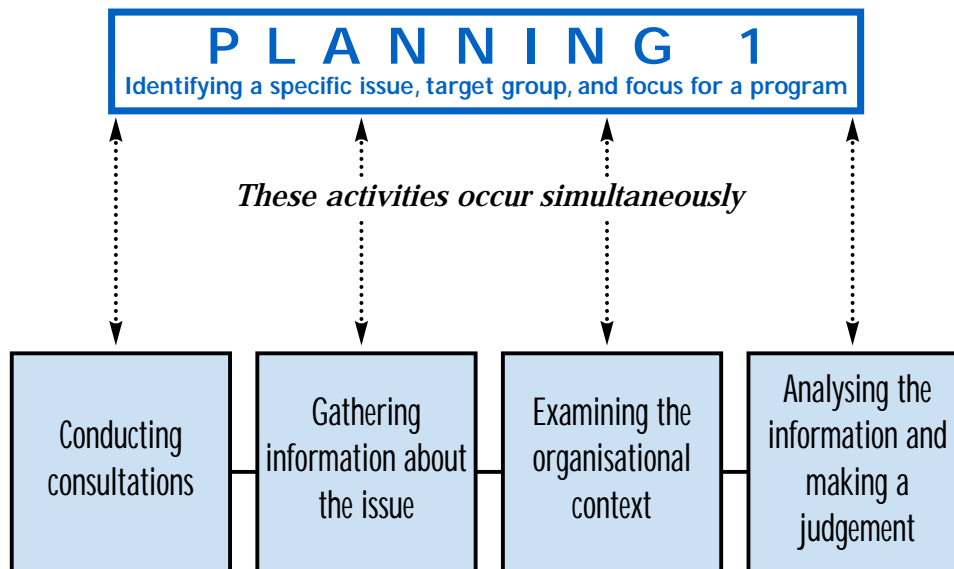 PLANNING 1
Identifying a specific issue, target group, and focus for a program
These activities occur simultaneously
Conducting
consultations
Gathering
information about
the issue
Examining the
organisational
context
Analysing the
information and
making a
judgement